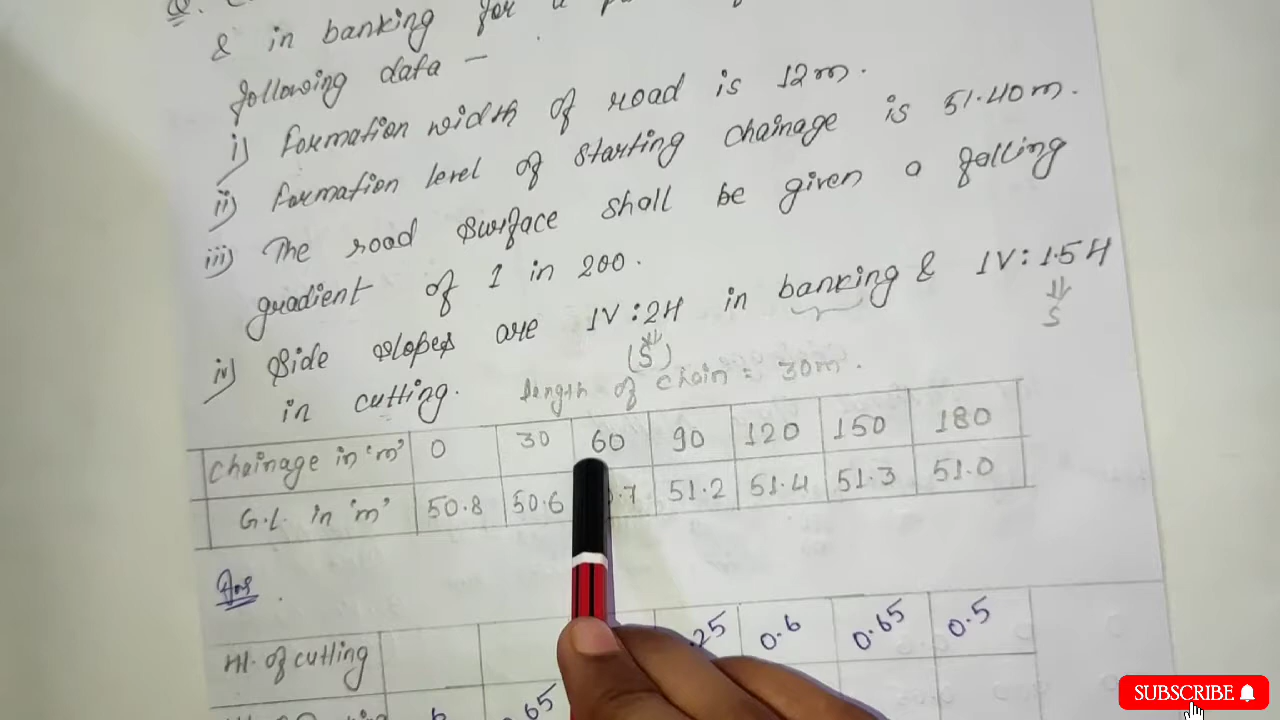 Q.
& in banking for a
following data –
i) formation width of road is 12m.
ii) formation level of starting chainage is 51.40m.
iii) The road surface shall be given a falling
gradient of 1 in 200.
iv) Side slopes are 1V:2H in banking & 1V:1.5H
(S) S
in cutting. length of chain = 30m.
Chainage in 'm' 0 30 60 90 120 150 180
G.L. in 'm' 50.8 50.6 .7 51.2 51.4 51.3 51.0
Ans
Ht. of cutting .25 0.6 0.65 0.5
.65
SUBSCRIBE